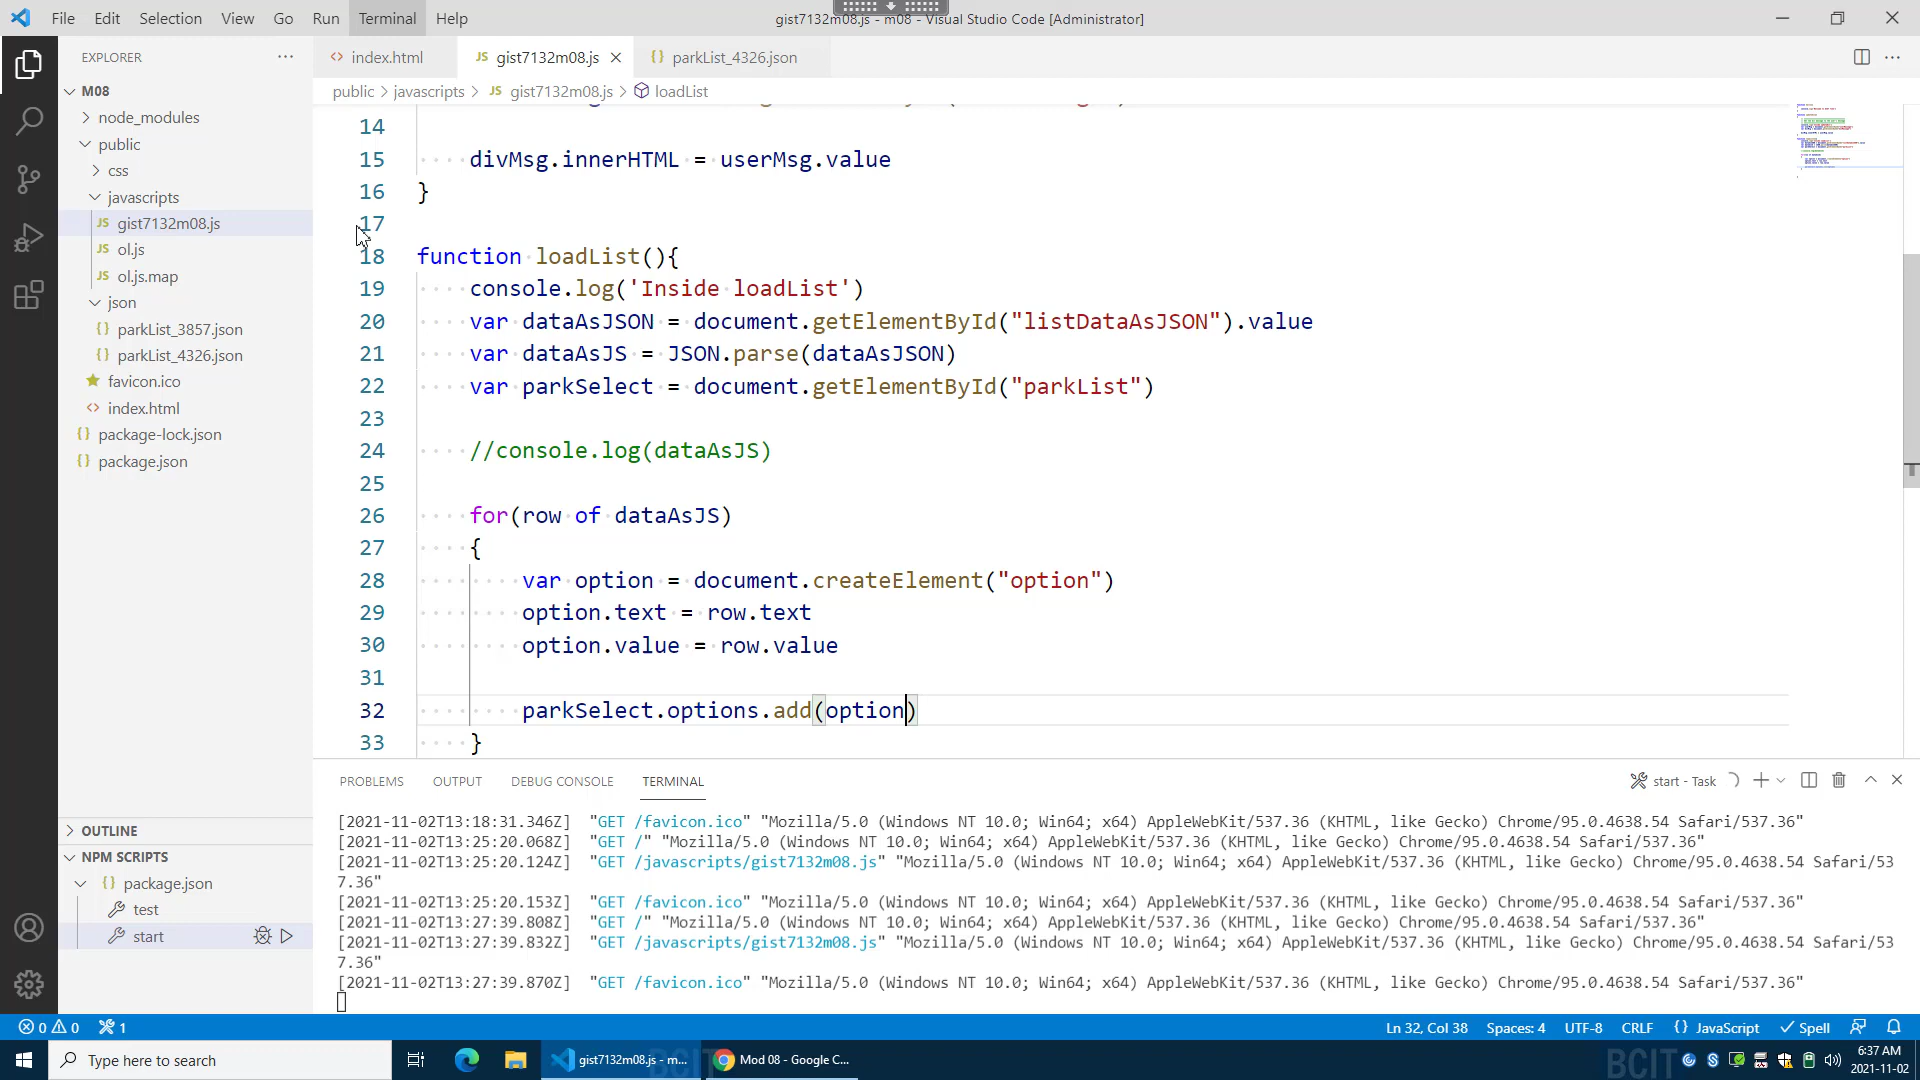 File Edit Selection View Go Run Terminal Help
gist7132m08.js - m08 - Visual Studio Code [Administrator]
EXPLORER
index.html
JS gist7132m08.js
{} parkList_4326.json
public > javascripts > JS gist7132m08.js > loadList
M08
node_modules
public
css
javascripts
JS gist7132m08.js
JS ol.js
JS ol.js.map
json
{} parkList_3857.json
{} parkList_4326.json
favicon.ico
<> index.html
{} package-lock.json
{} package.json
OUTLINE
NPM SCRIPTS
{} package.json
test
start
14
15 divMsg.innerHTML = userMsg.value
16 }
17
18 function loadList(){
19 console.log('Inside loadList')
20 var dataAsJSON = document.getElementById("listDataAsJSON").value
21 var dataAsJS = JSON.parse(dataAsJSON)
22 var parkSelect = document.getElementById("parkList")
23
24 //console.log(dataAsJS)
25
26 for(row of dataAsJS)
27 {
28 var option = document.createElement("option")
29 option.text = row.text
30 option.value = row.value
31
32 parkSelect.options.add(option)
33 }
PROBLEMS OUTPUT DEBUG CONSOLE TERMINAL
start - Task
[2021-11-02T13:18:31.346Z] "GET /favicon.ico" "Mozilla/5.0 (Windows NT 10.0; Win64; x64) AppleWebKit/537.36 (KHTML, like Gecko) Chrome/95.0.4638.54 Safari/537.36"
[2021-11-02T13:25:20.068Z] "GET /" "Mozilla/5.0 (Windows NT 10.0; Win64; x64) AppleWebKit/537.36 (KHTML, like Gecko) Chrome/95.0.4638.54 Safari/537.36"
[2021-11-02T13:25:20.124Z] "GET /javascripts/gist7132m08.js" "Mozilla/5.0 (Windows NT 10.0; Win64; x64) AppleWebKit/537.36 (KHTML, like Gecko) Chrome/95.0.4638.54 Safari/53
7.36"
[2021-11-02T13:25:20.153Z] "GET /favicon.ico" "Mozilla/5.0 (Windows NT 10.0; Win64; x64) AppleWebKit/537.36 (KHTML, like Gecko) Chrome/95.0.4638.54 Safari/537.36"
[2021-11-02T13:27:39.808Z] "GET /" "Mozilla/5.0 (Windows NT 10.0; Win64; x64) AppleWebKit/537.36 (KHTML, like Gecko) Chrome/95.0.4638.54 Safari/537.36"
[2021-11-02T13:27:39.832Z] "GET /javascripts/gist7132m08.js" "Mozilla/5.0 (Windows NT 10.0; Win64; x64) AppleWebKit/537.36 (KHTML, like Gecko) Chrome/95.0.4638.54 Safari/53
7.36"
[2021-11-02T13:27:39.870Z] "GET /favicon.ico" "Mozilla/5.0 (Windows NT 10.0; Win64; x64) AppleWebKit/537.36 (KHTML, like Gecko) Chrome/95.0.4638.54 Safari/537.36"
0 0 1
Ln 32, Col 38 Spaces: 4 UTF-8 CRLF {} JavaScript Spell
Type here to search
gist7132m08.js - m...
BCIT
Mod 08 - Google C...
BCIT
6:37 AM
2021-11-02